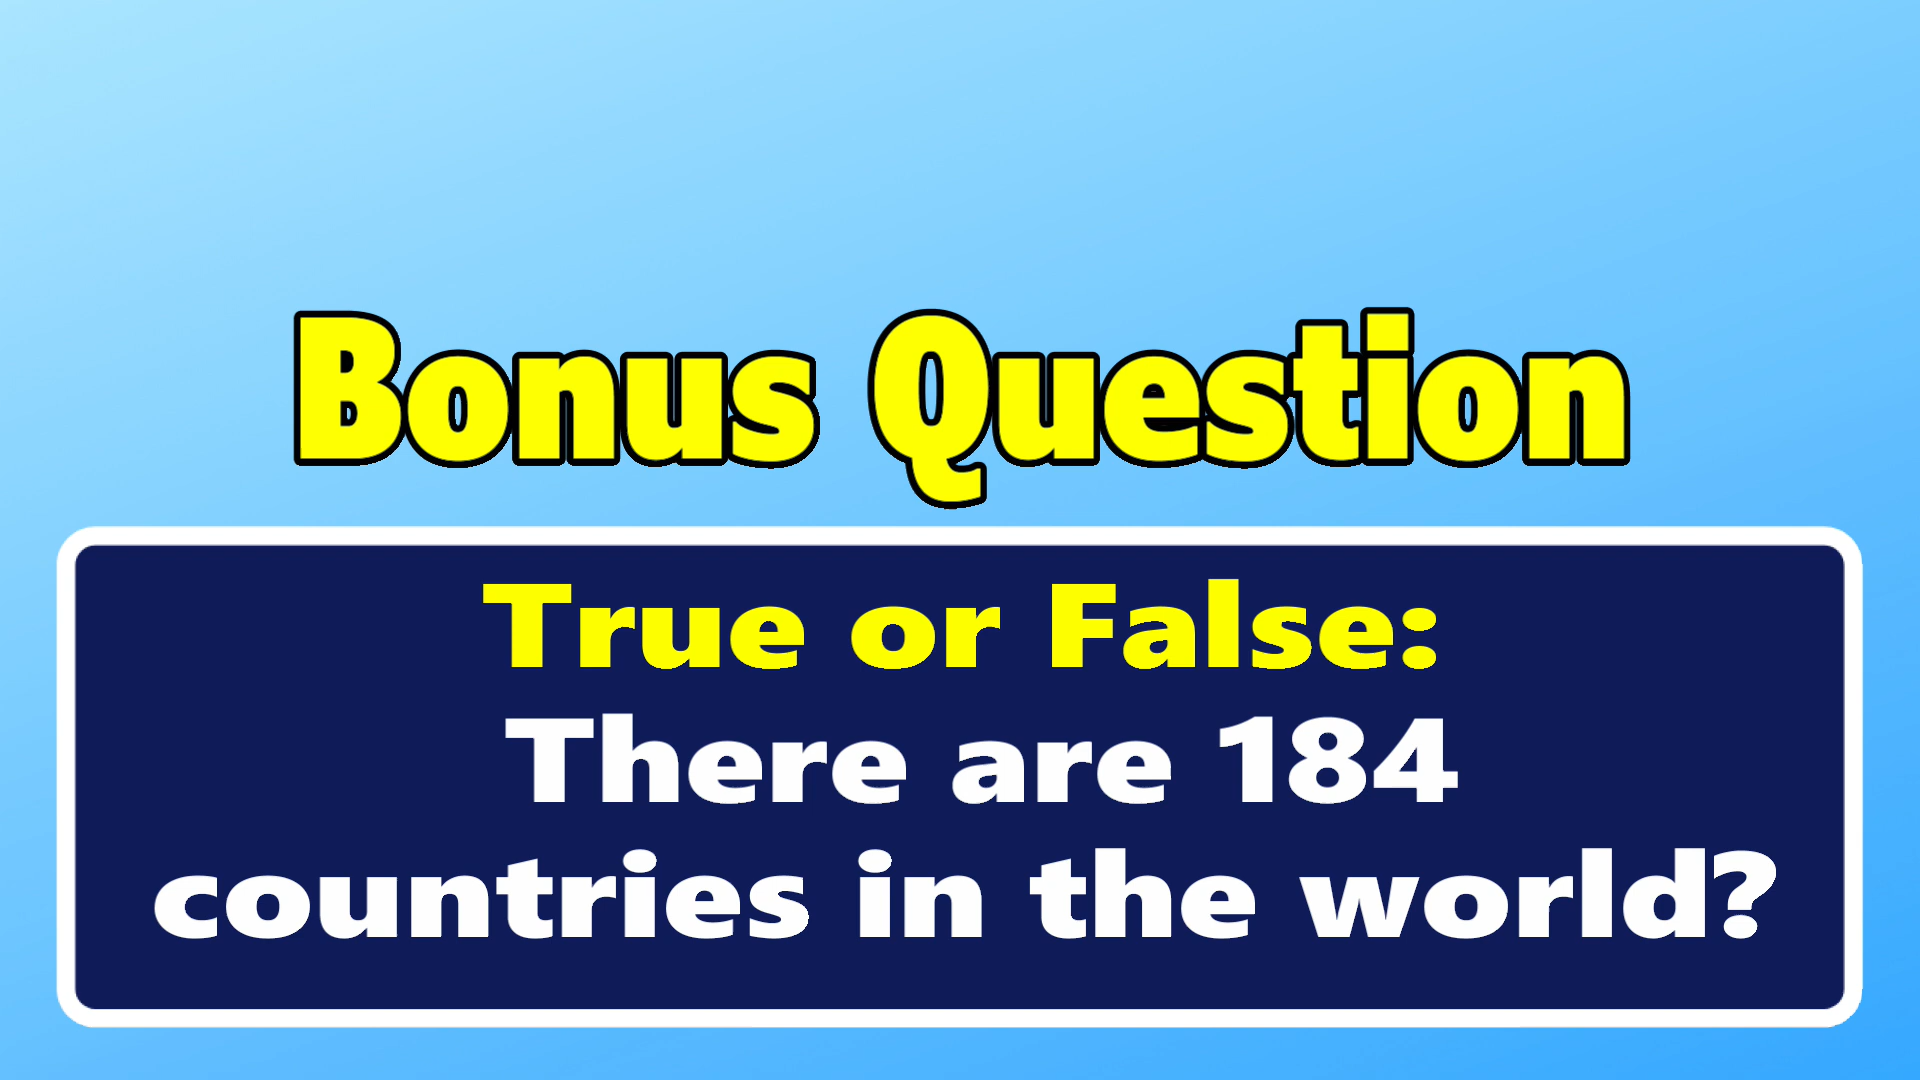 Bonus Question
True or False:
There are 184
countries in the world?